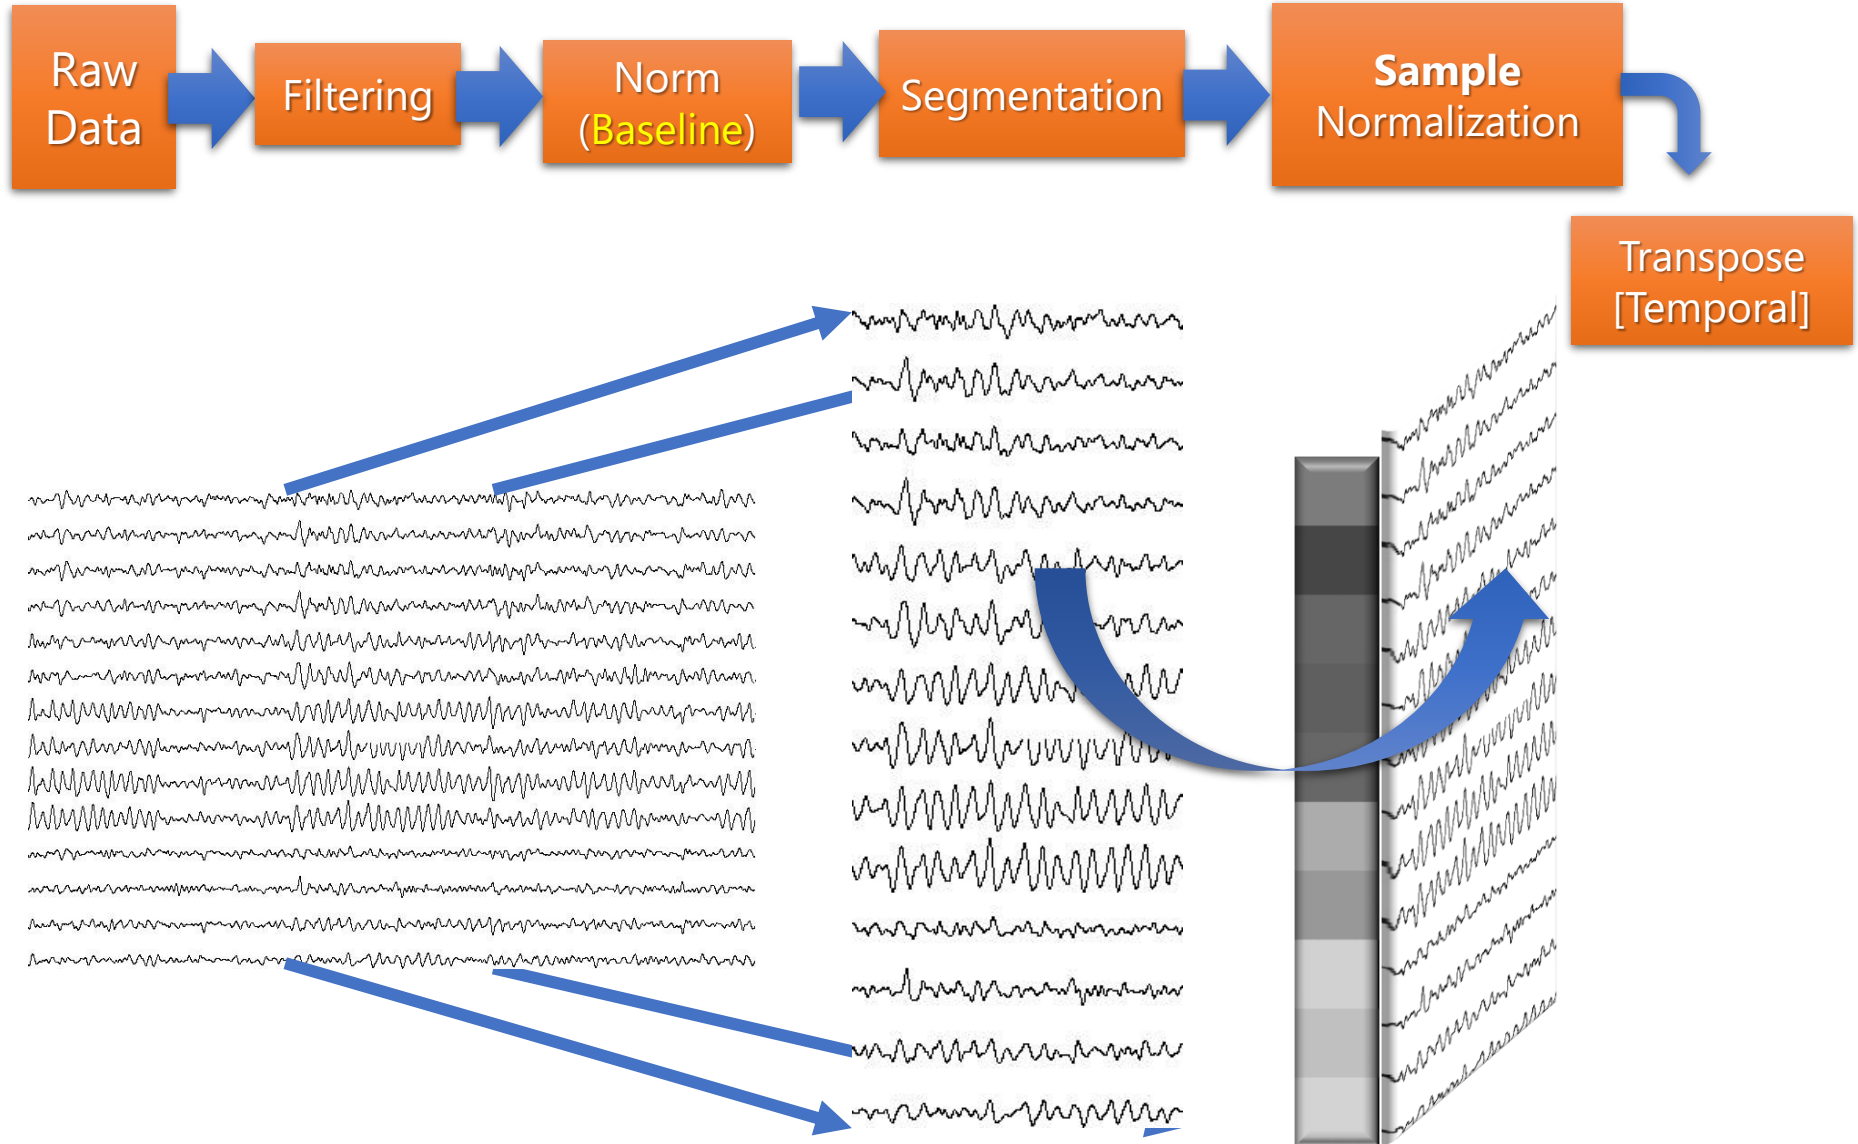 Raw
Data
Filtering
Norm
(Baseline)
Segmentation
Sample
Normalization
Transpose
[Temporal]